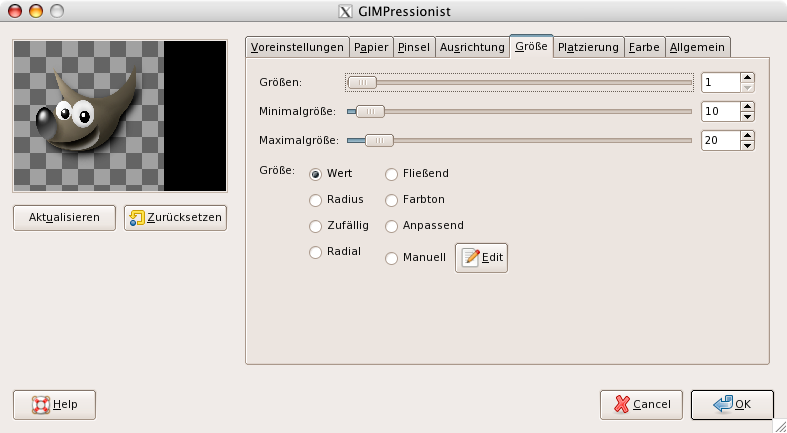 GIMPressionist
Voreinstellungen Papier Pinsel Ausrichtung Größe Platzierung Farbe Allgemein
Größen: 1
Minimalgröße: 10
Maximalgröße: 20
Größe: Wert Fließend
Radius Farbton
Zufällig Anpassend
Radial Manuell Edit
Aktualisieren Zurücksetzen
Help Cancel OK